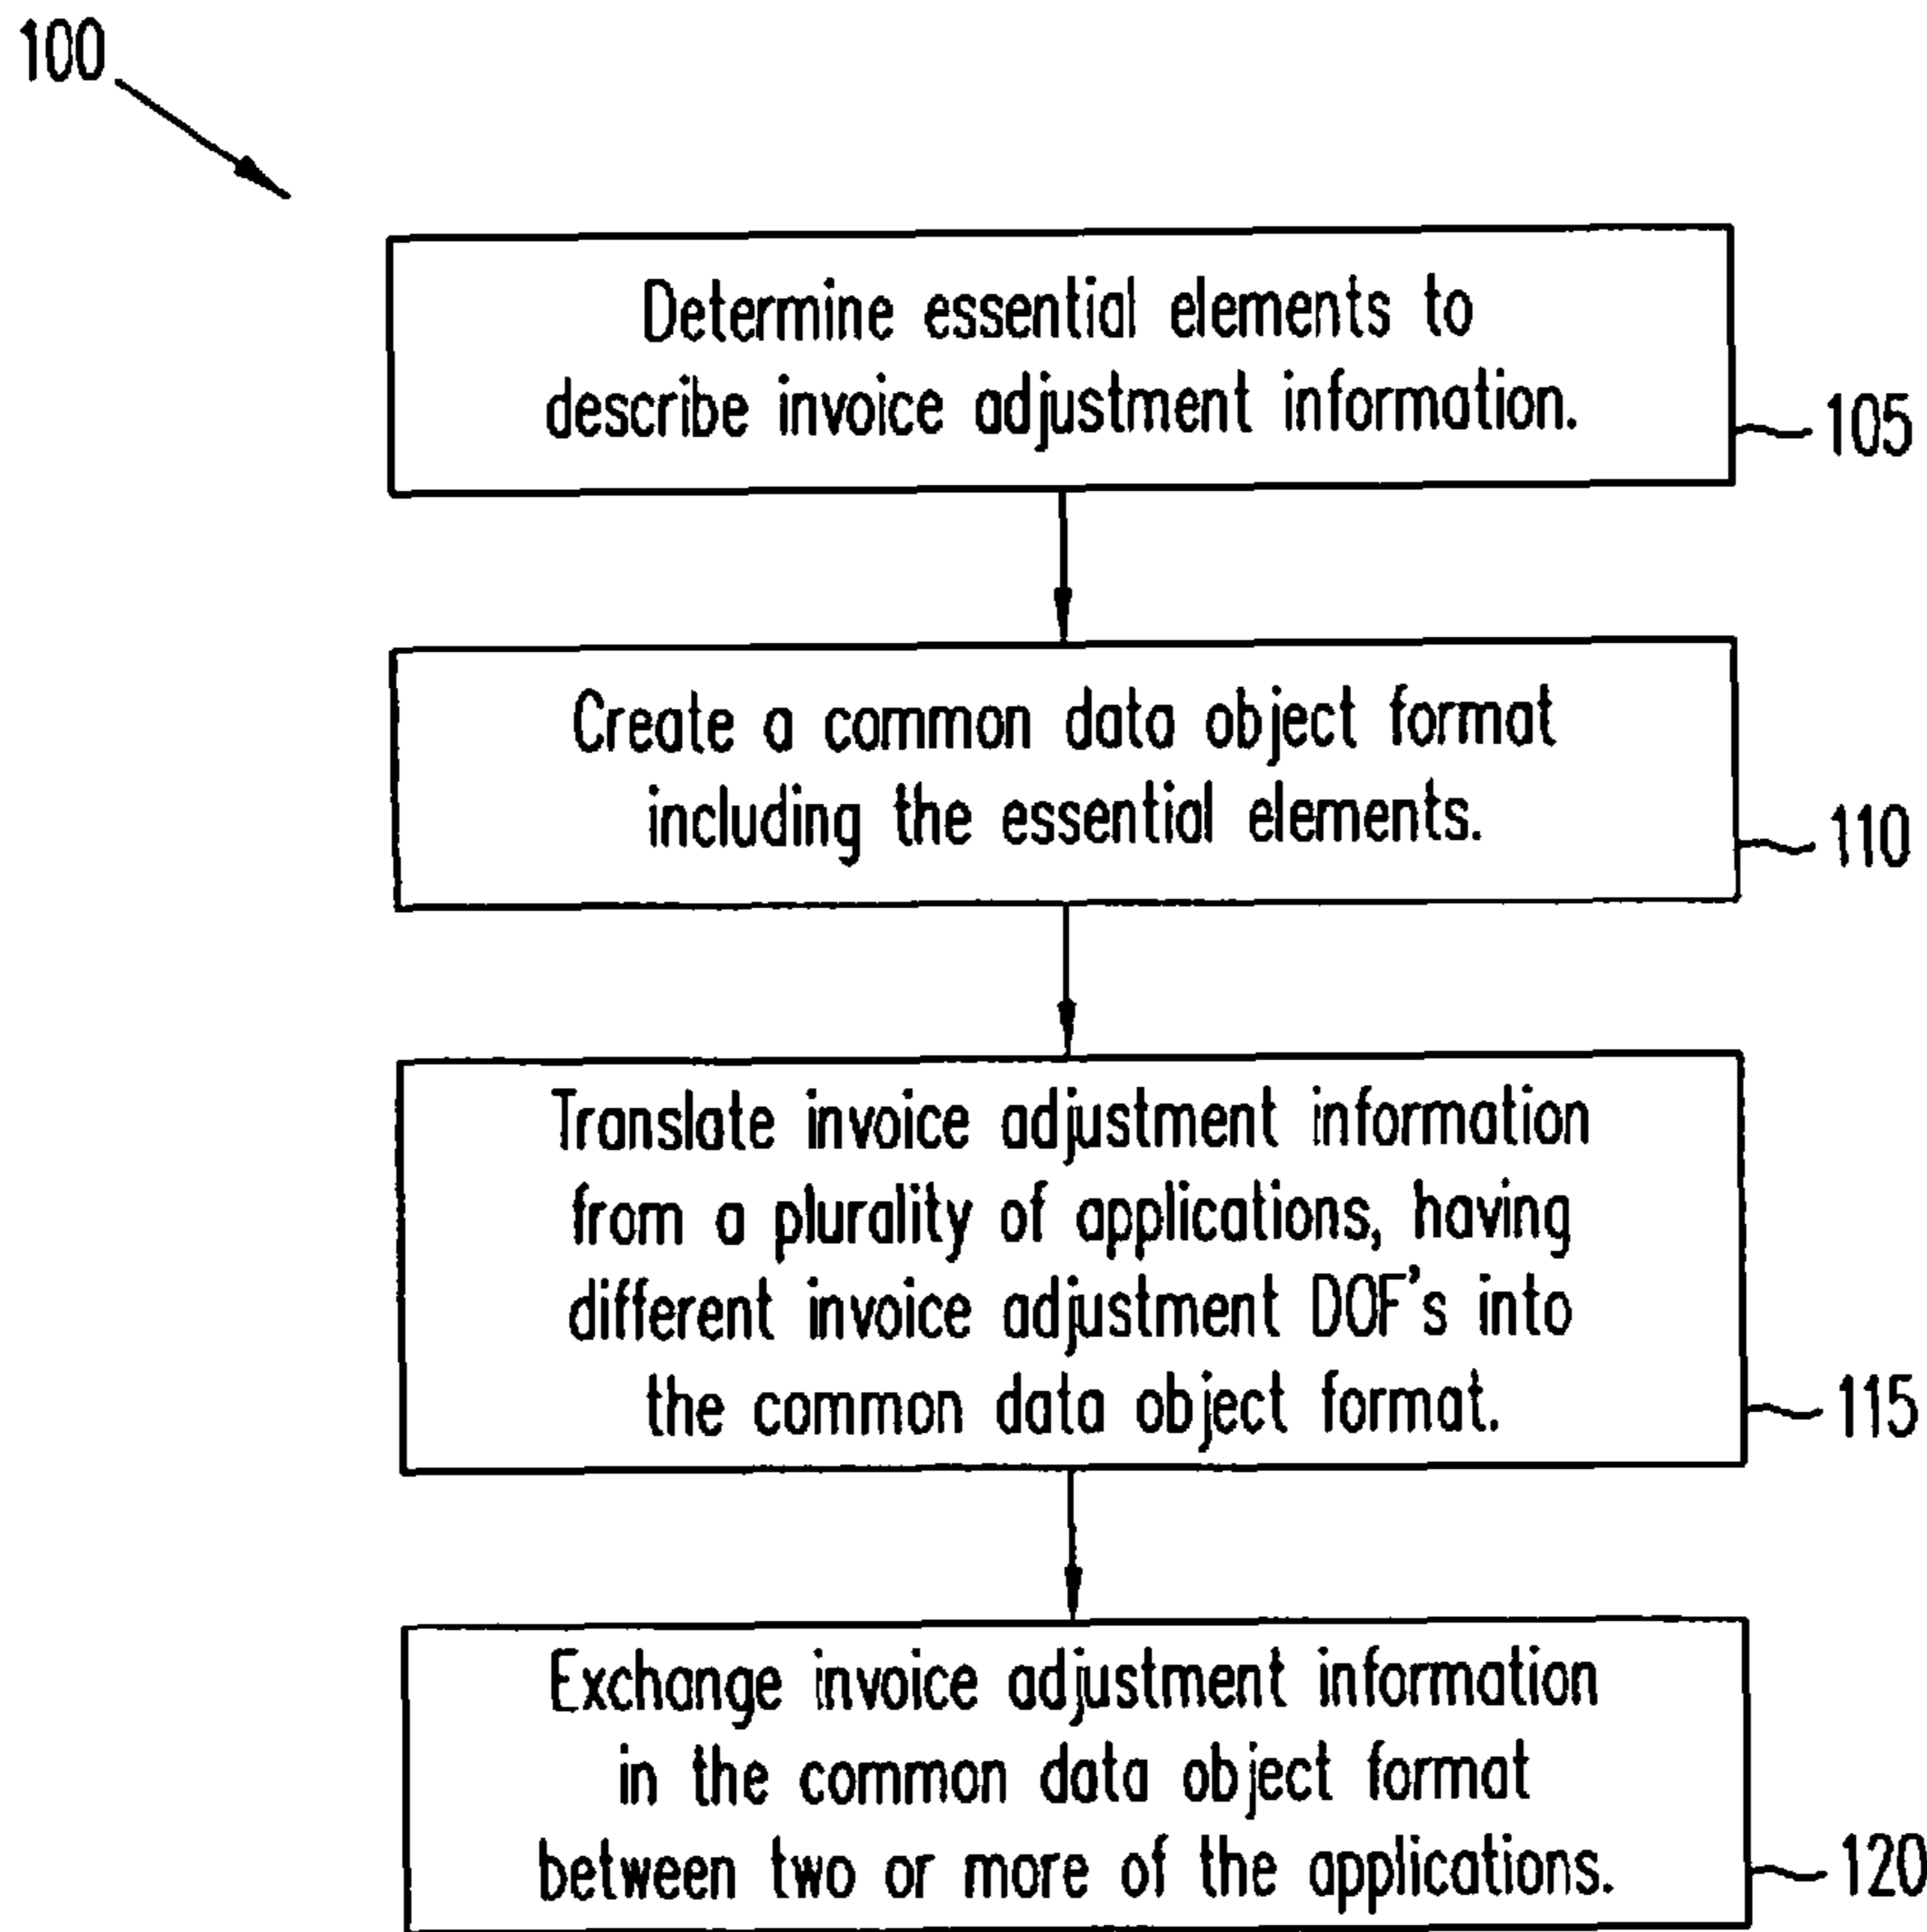 100
Determine essential elements to
describe invoice adjustment information.
105
Create a common data object format
including the essential elements.
110
Translate invoice adjustment information
from a plurality of applications, having
different invoice adjustment DOF's into
the common data object format.
115
Exchange invoice adjustment information
in the common data object format
between two or more of the applications.
120